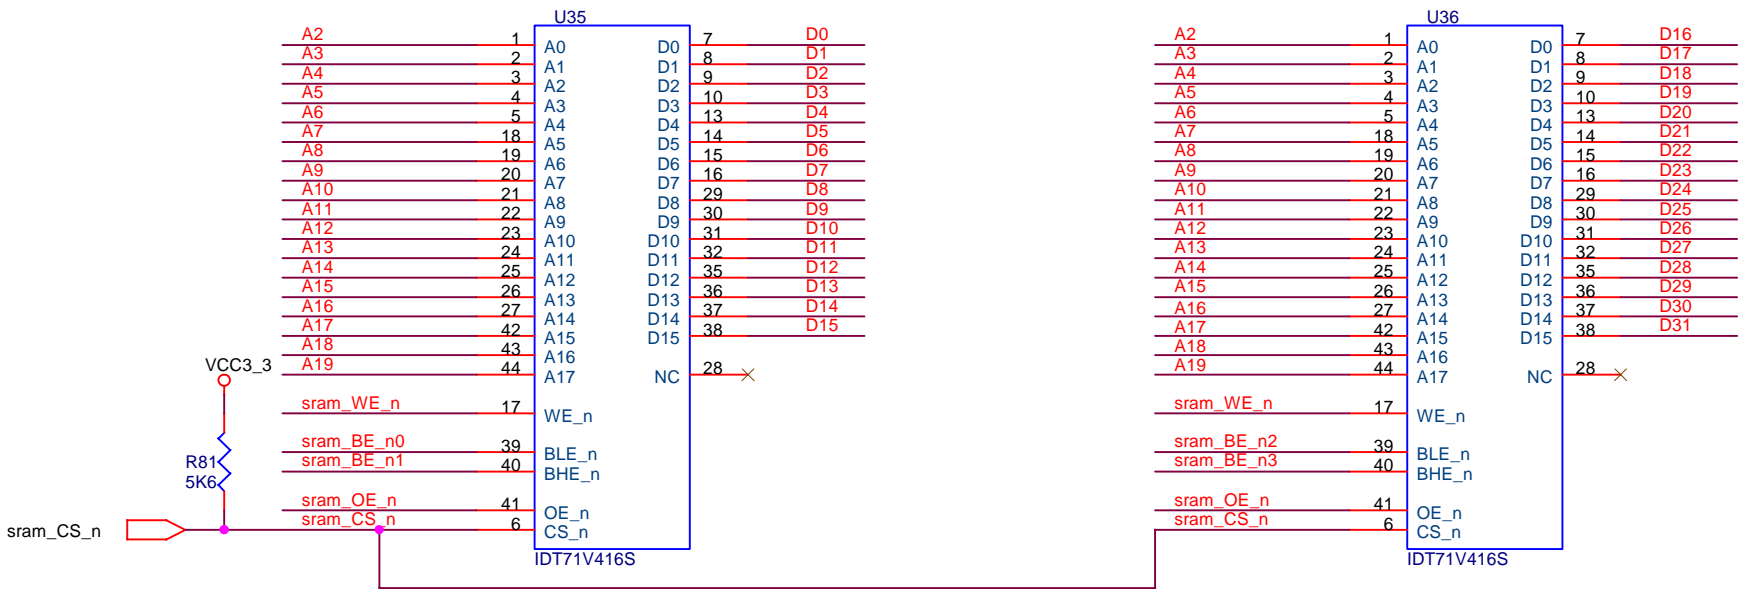 U35 U36
A2 1 A0 D0 7 D0 A2 1 A0 D0 7 D16
A3 2 A1 D1 8 D1 A3 2 A1 D1 8 D17
A4 3 A2 D2 9 D2 A4 3 A2 D2 9 D18
A5 4 A3 D3 10 D3 A5 4 A3 D3 10 D19
A6 5 A4 D4 13 D4 A6 5 A4 D4 13 D20
A7 18 A5 D5 14 D5 A7 18 A5 D5 14 D21
A8 19 A6 D6 15 D6 A8 19 A6 D6 15 D22
A9 20 A7 D7 16 D7 A9 20 A7 D7 16 D23
A10 21 A8 D8 29 D8 A10 21 A8 D8 29 D24
A11 22 A9 D9 30 D9 A11 22 A9 D9 30 D25
A12 23 A10 D10 31 D10 A12 23 A10 D10 31 D26
A13 24 A11 D11 32 D11 A13 24 A11 D11 32 D27
A14 25 A12 D12 35 D12 A14 25 A12 D12 35 D28
A15 26 A13 D13 36 D13 A15 26 A13 D13 36 D29
A16 27 A14 D14 37 D14 A16 27 A14 D14 37 D30
A17 42 A15 D15 38 D15 A17 42 A15 D15 38 D31
A18 43 A16 A18 43 A16
VCC3_3 A19 44 A17 NC 28 A19 44 A17 NC 28
sram_WE_n 17 WE_n sram_WE_n 17 WE_n
sram_BE_n0 39 BLE_n sram_BE_n2 39 BLE_n
R81 sram_BE_n1 40 BHE_n sram_BE_n3 40 BHE_n
5K6
sram_OE_n 41 OE_n sram_OE_n 41 OE_n
sram_CS_n sram_CS_n 6 CS_n sram_CS_n 6 CS_n
IDT71V416S IDT71V416S